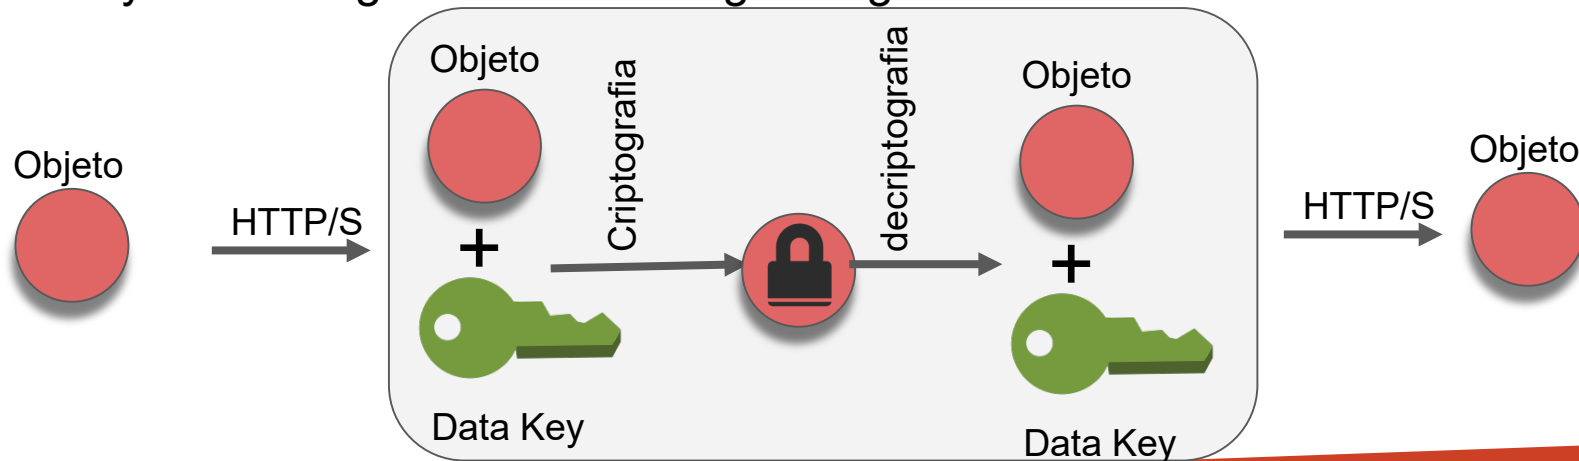 Objeto
HTTP/S
Objeto
+
Data Key
Criptografia
decriptografia
Objeto
+
Data Key
HTTP/S
Objeto